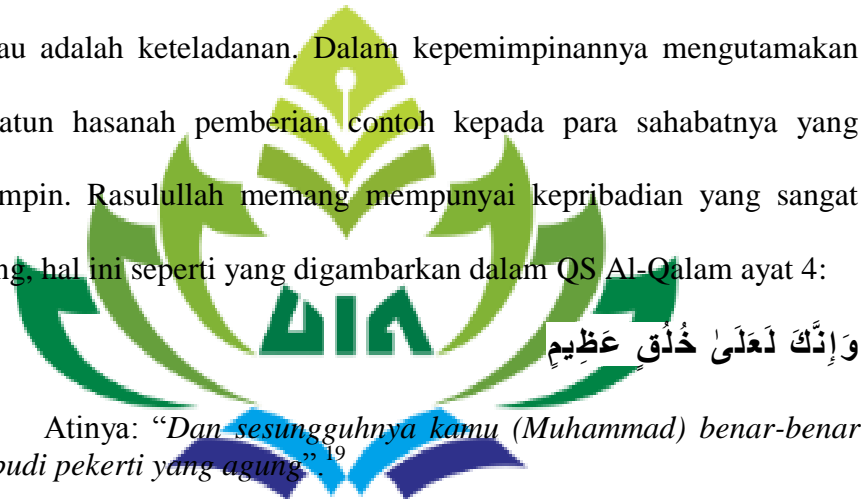 au adalah keteladanan. Dalam kepemimpinannya mengutamakan
atun hasanah pemberian contoh kepada para sahabatnya yang
mpin. Rasulullah memang mempunyai kepribadian yang sangat
ng, hal ini seperti yang digambarkan dalam QS Al-Qalam ayat 4:
وَإِنَّكَ لَعَلَىٰ خُلُقٍ عَظِيمٍ
Atinya: “Dan sesungguhnya kamu (Muhammad) benar-benar
budi pekerti yang agung”.19
UIN